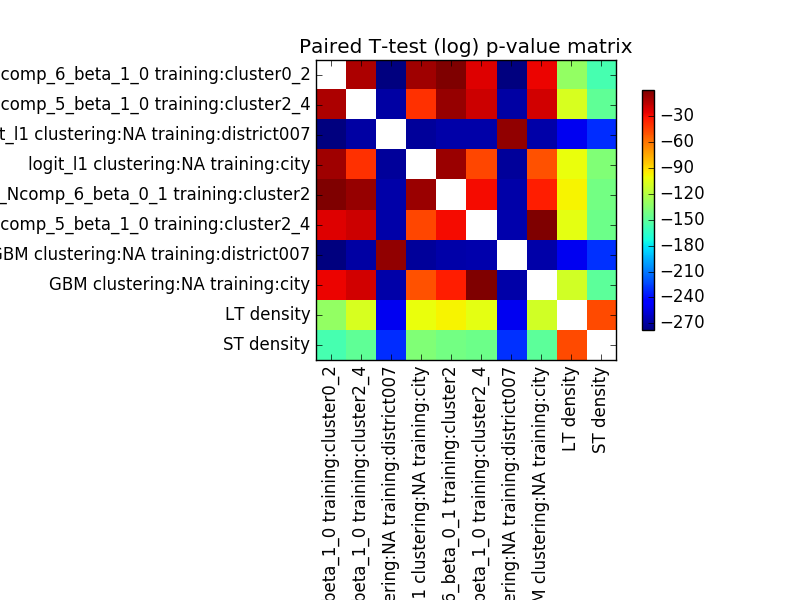 Paired T-test (log) p-value matrix
comp_6_beta_1_0 training:cluster0_2
comp_5_beta_1_0 training:cluster2_4
t_l1 clustering:NA training:district007
logit_l1 clustering:NA training:city
_Ncomp_6_beta_0_1 training:cluster2
comp_5_beta_1_0 training:cluster2_4
GBM clustering:NA training:district007
GBM clustering:NA training:city
LT density
ST density
−30
−60
−90
−120
−150
−180
−210
−240
−270
beta_1_0 training:cluster0_2
beta_1_0 training:cluster2_4
ering:NA training:district007
1 clustering:NA training:city
6_beta_0_1 training:cluster2
beta_1_0 training:cluster2_4
ering:NA training:district007
M clustering:NA training:city
LT density
ST density